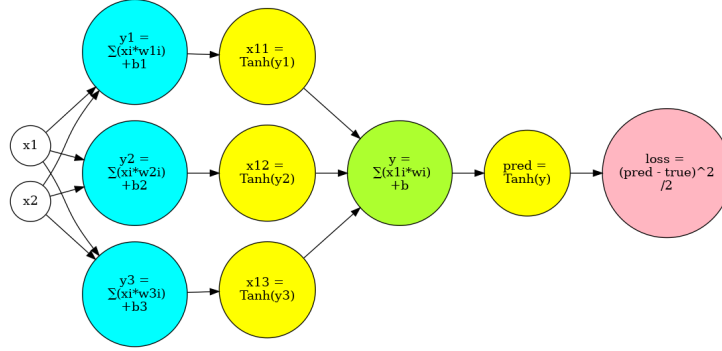 x1
x2
y1 =
∑(xi*w1i)
+b1
y2 =
∑(xi*w2i)
+b2
y3 =
∑(xi*w3i)
+b3
x11 =
Tanh(y1)
x12 =
Tanh(y2)
x13 =
Tanh(y3)
y =
∑(x1i*wi)
+b
pred =
Tanh(y)
loss =
(pred - true)^2
/2